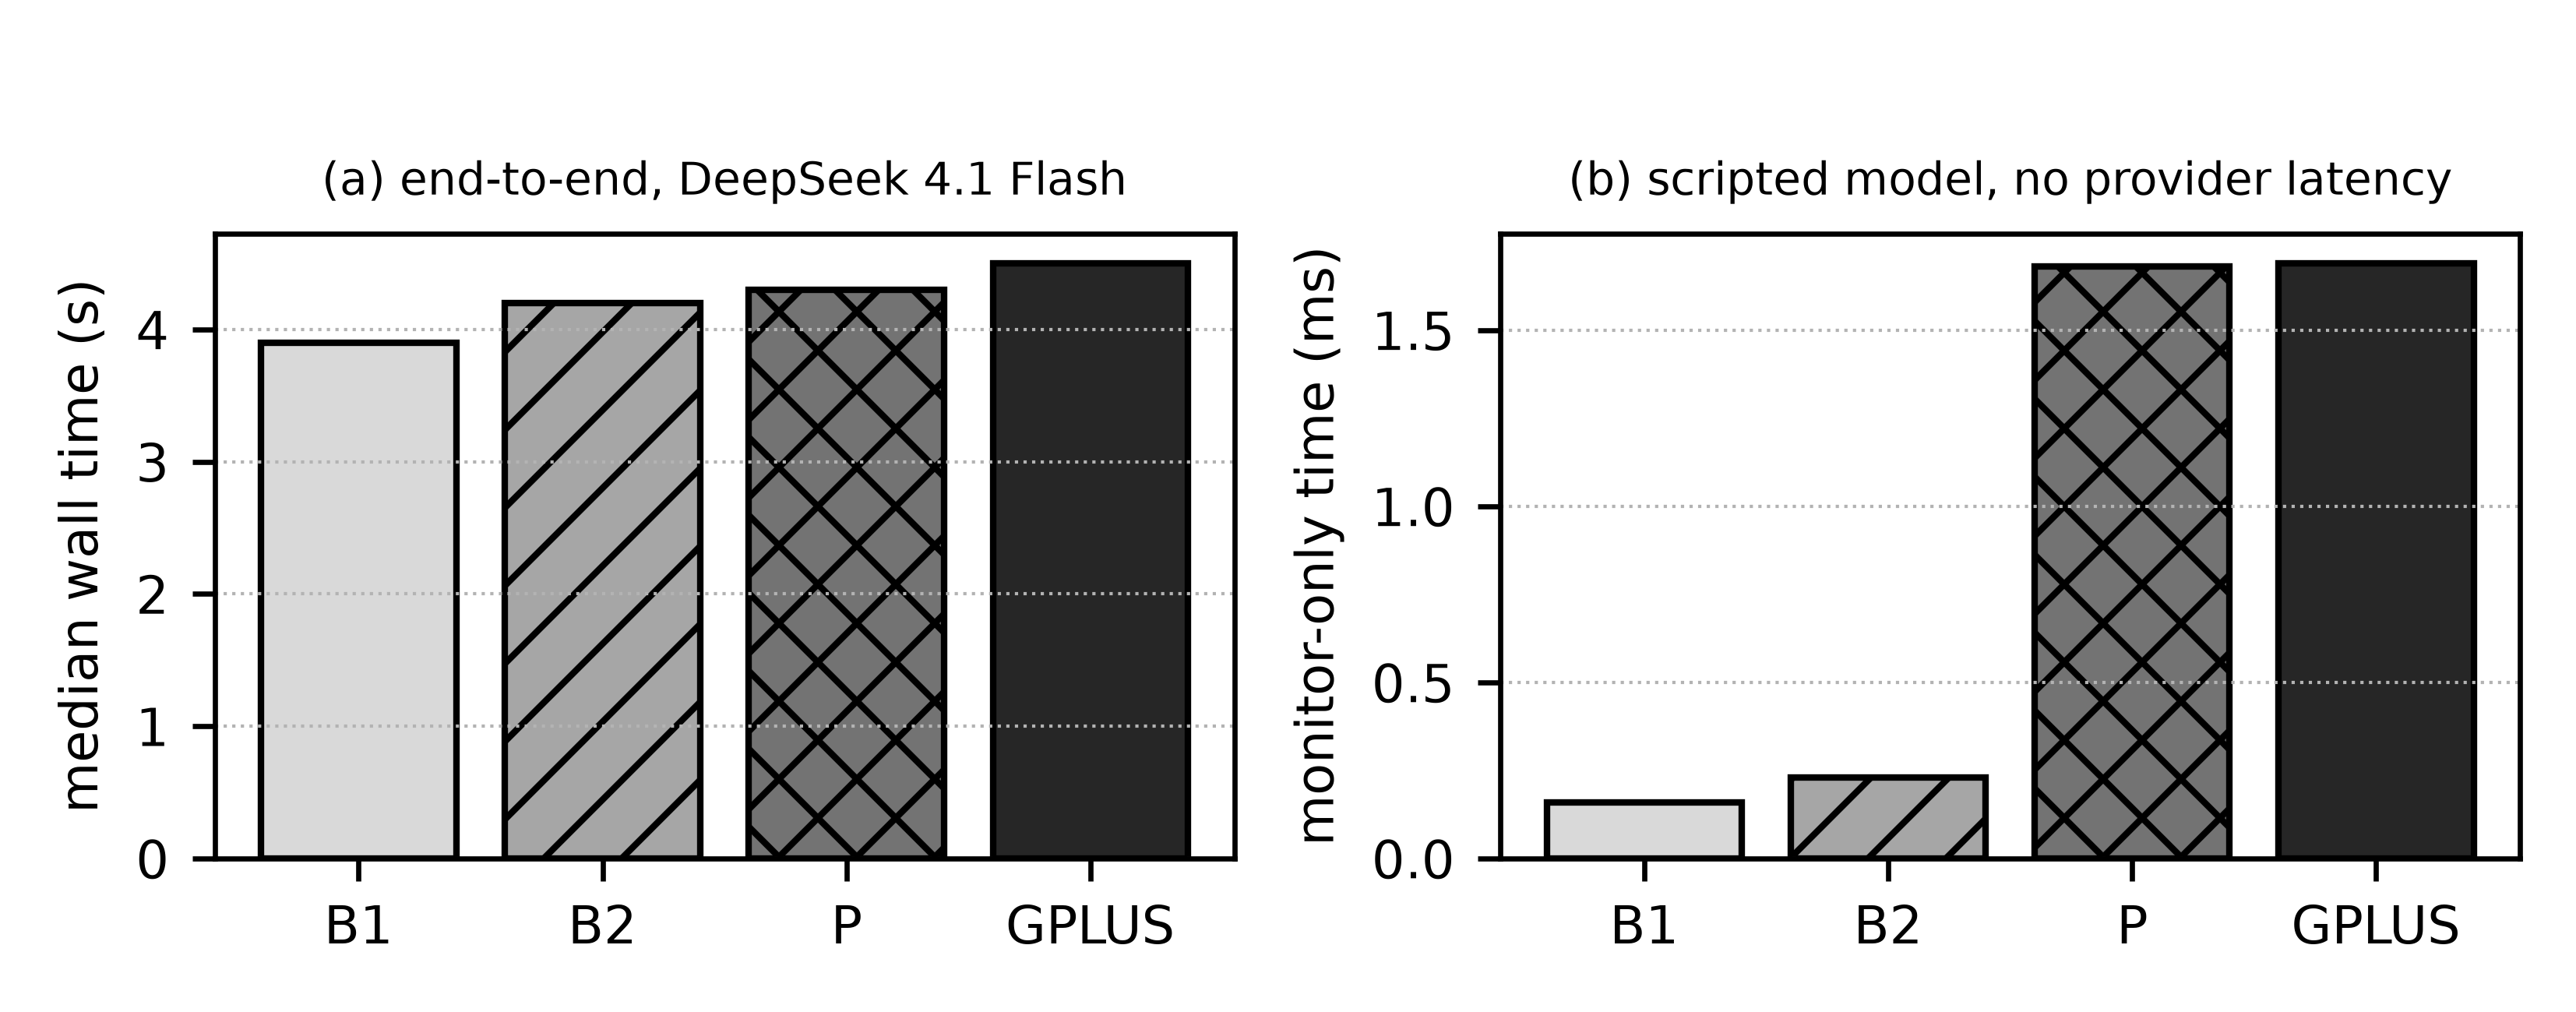 (a) end-to-end, DeepSeek 4.1 Flash
median wall time (s)
4
3
2
1
0
B1 B2 P GPLUS
(b) scripted model, no provider latency
monitor-only time (ms)
1.5
1.0
0.5
0.0
B1 B2 P GPLUS